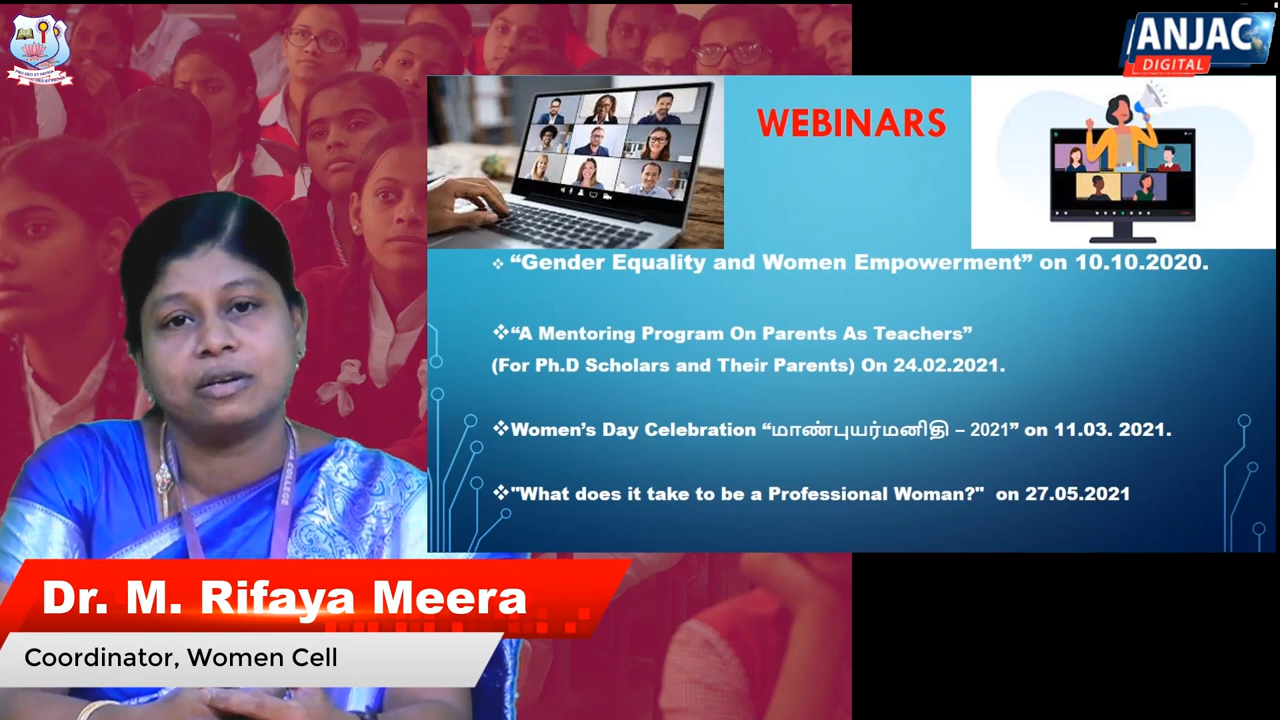 ANJAC
DIGITAL
WEBINARS
❖ “Gender Equality and Women Empowerment” on 10.10.2020.
❖“A Mentoring Program On Parents As Teachers”
(For Ph.D Scholars and Their Parents) On 24.02.2021.
❖Women’s Day Celebration “மாண்புயர்மனிதி – 2021” on 11.03. 2021.
❖"What does it take to be a Professional Woman?" on 27.05.2021
COLLEGE
Dr. M. Rifaya Meera
Coordinator, Women Cell